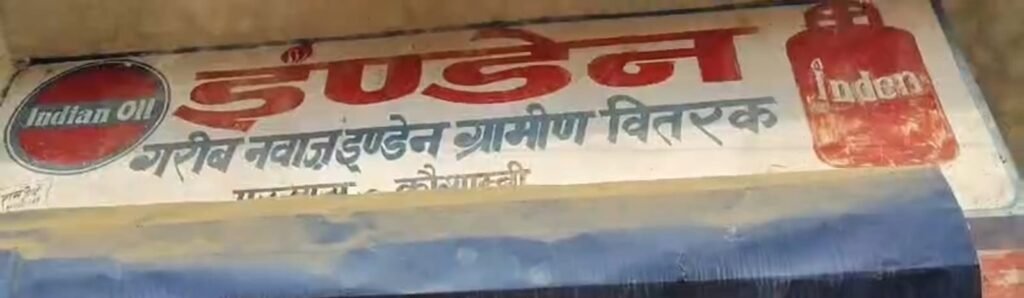 Indian Oil
इंण्डेन
Inden
गरीब नवाज़ इण्डेन ग्रामीण वितरक
कौशाम्बी